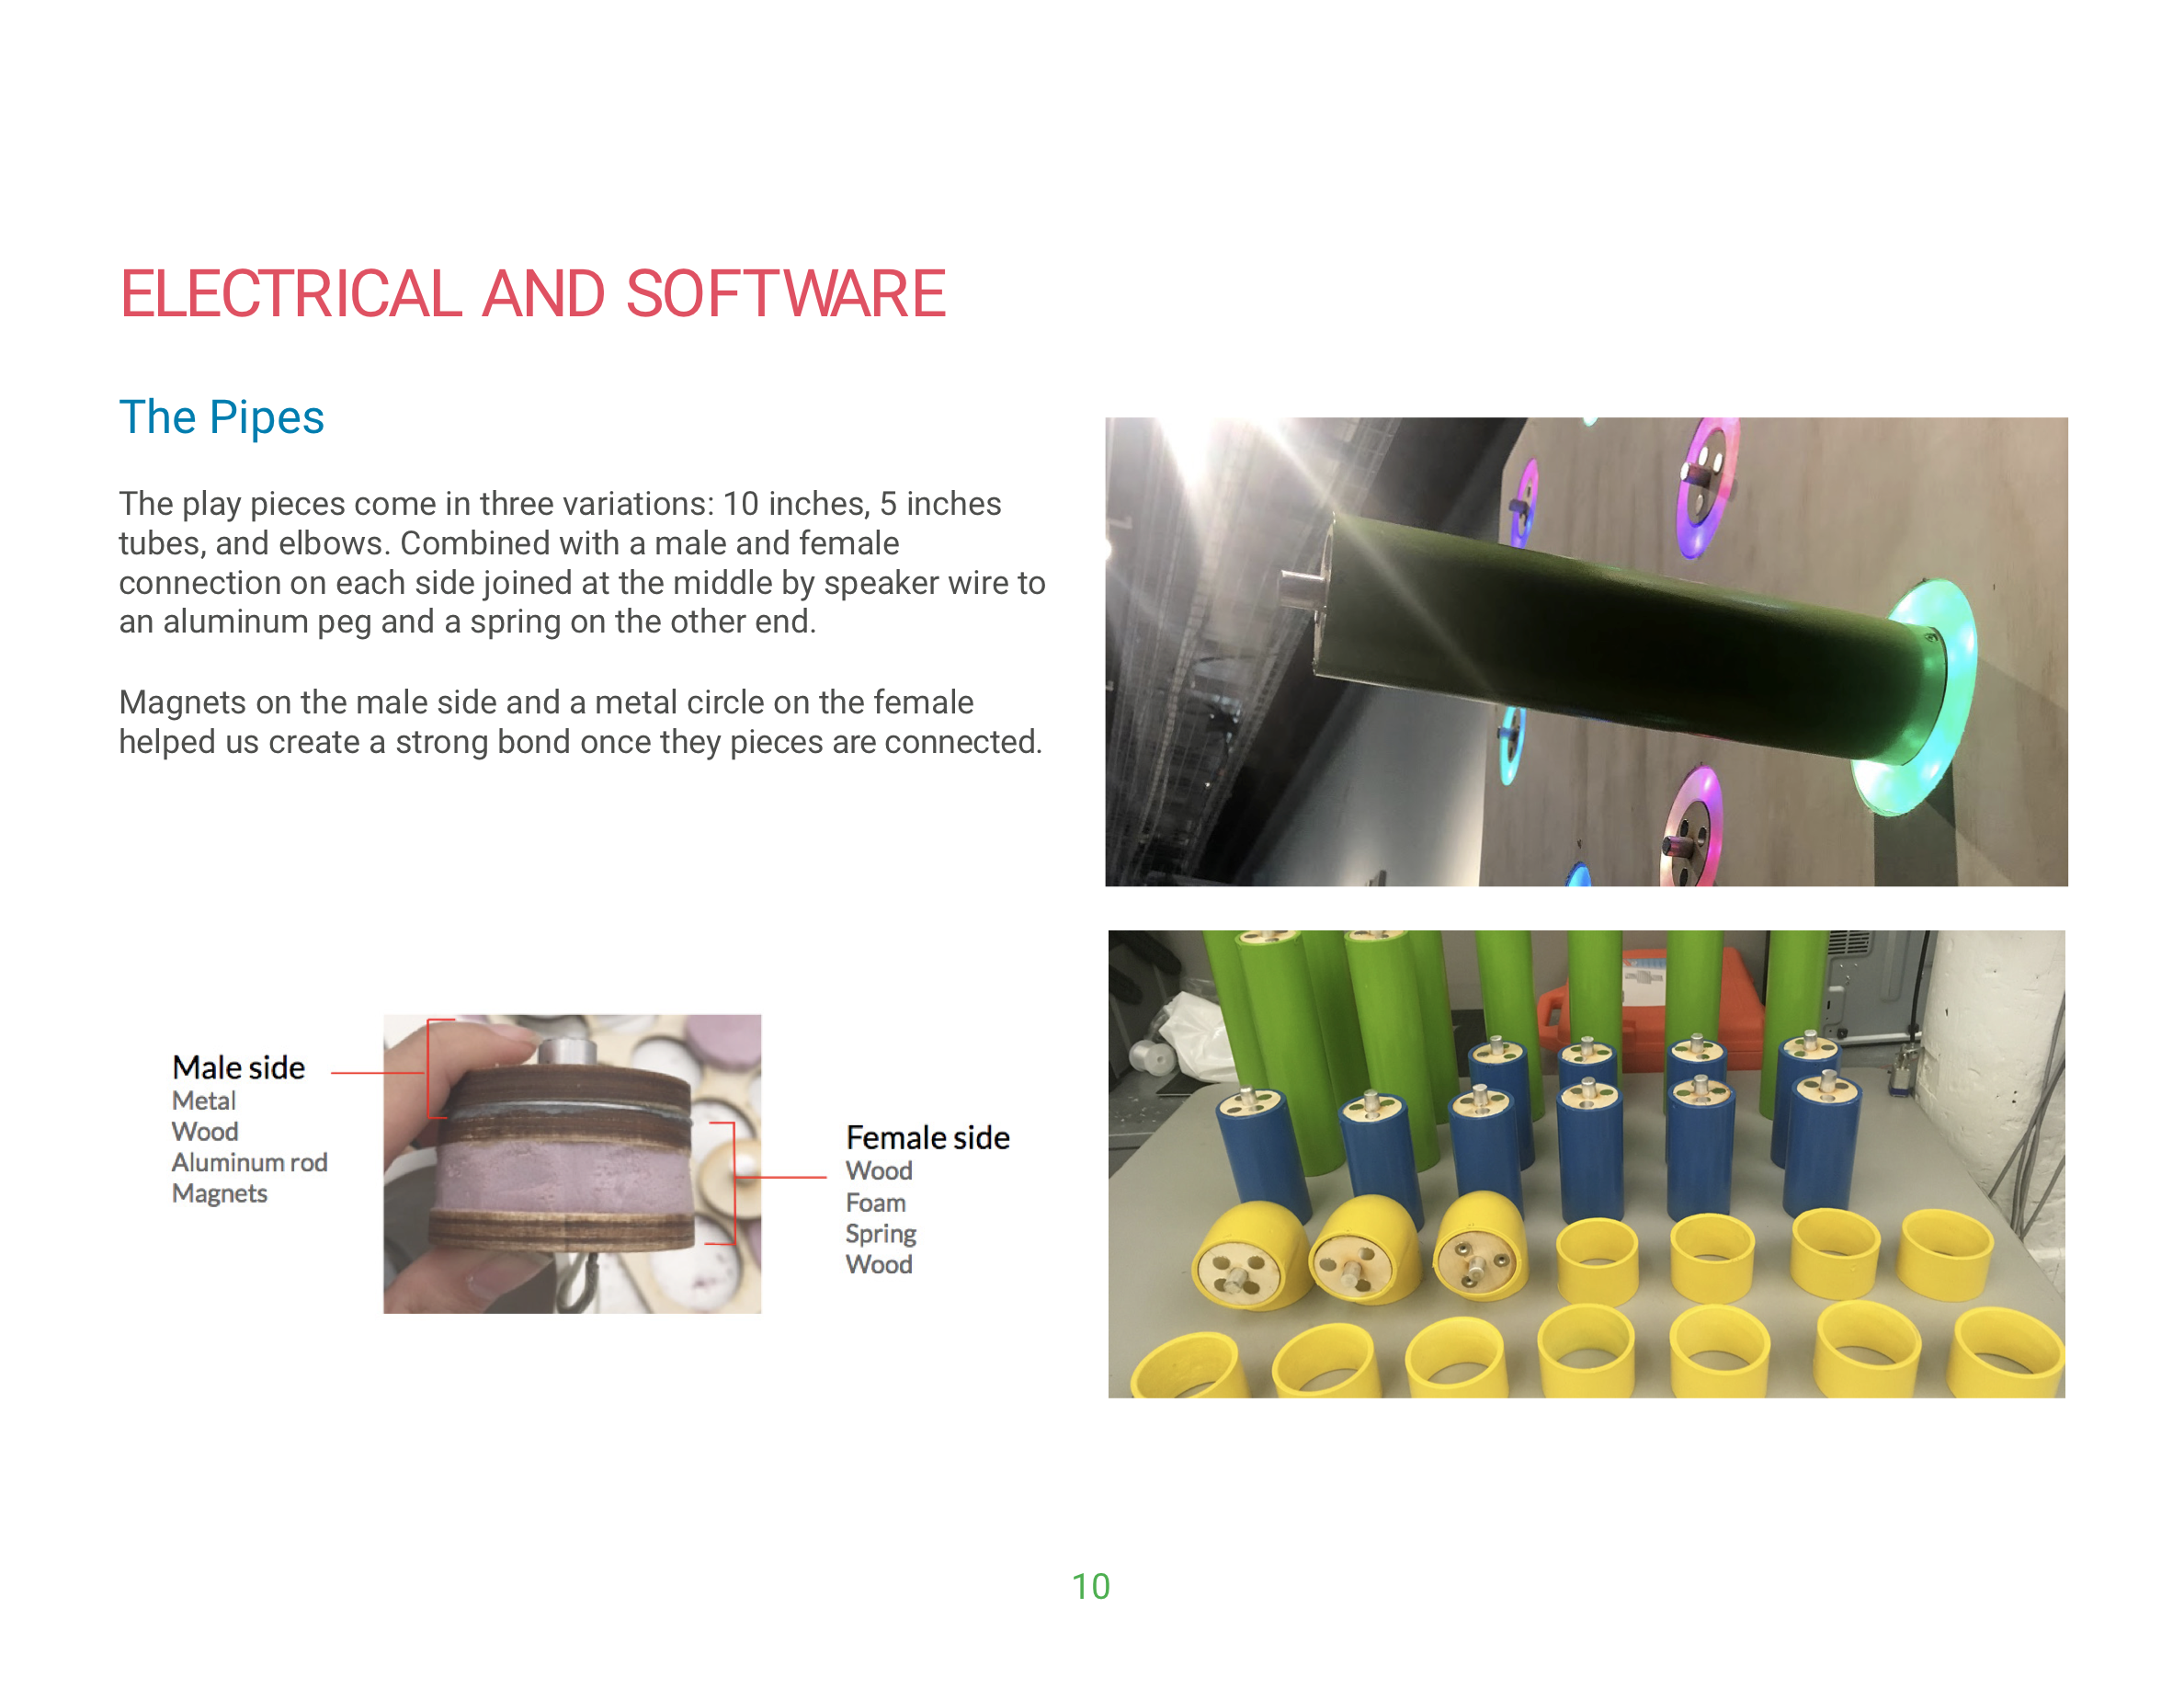 ELECTRICAL AND SOFTWARE
The Pipes
The play pieces come in three variations: 10 inches, 5 inches
tubes, and elbows. Combined with a male and female
connection on each side joined at the middle by speaker wire to
an aluminum peg and a spring on the other end.
Magnets on the male side and a metal circle on the female
helped us create a strong bond once they pieces are connected.
Male side
Metal
Wood
Aluminum rod
Magnets
Female side
Wood
Foam
Spring
Wood
10